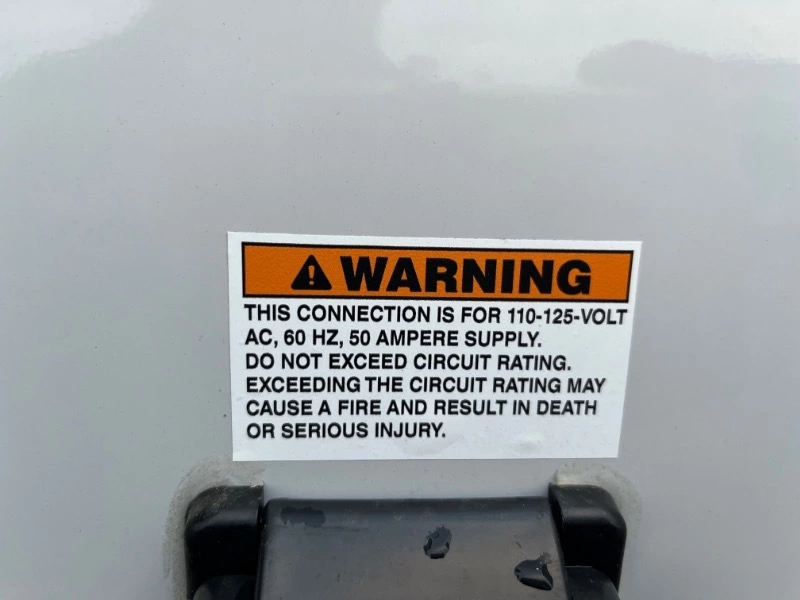 WARNING
THIS CONNECTION IS FOR 110-125-VOLT
AC, 60 HZ, 50 AMPERE SUPPLY.
DO NOT EXCEED CIRCUIT RATING.
EXCEEDING THE CIRCUIT RATING MAY
CAUSE A FIRE AND RESULT IN DEATH
OR SERIOUS INJURY.